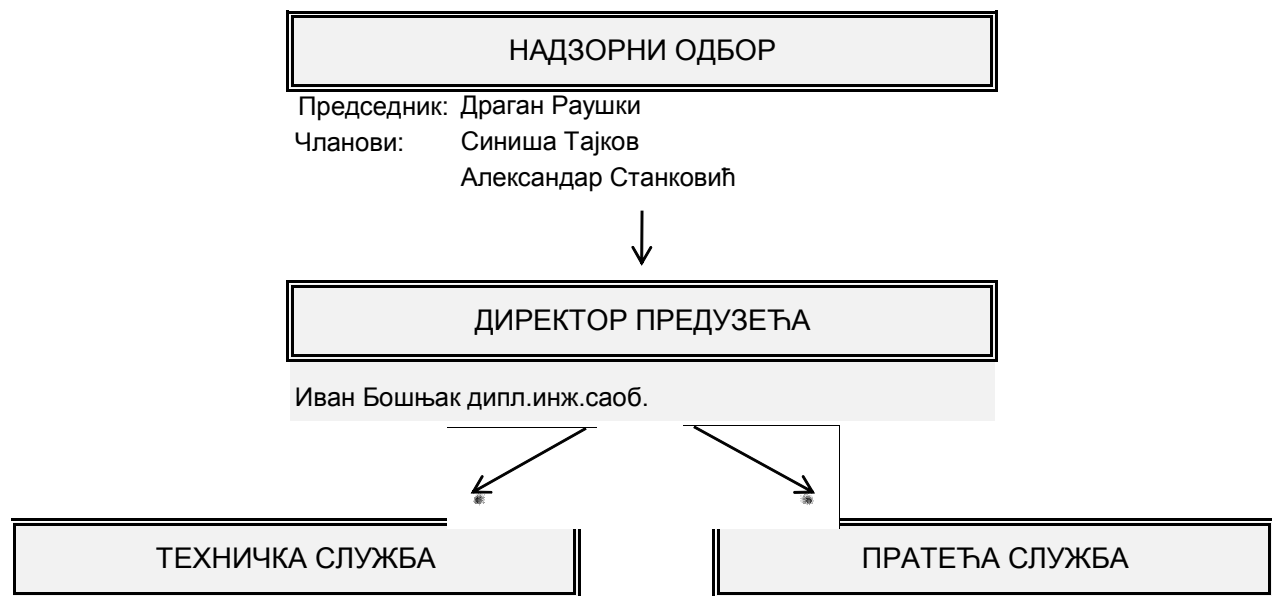 НАДЗОРНИ ОДБОР
Председник: Драган Раушки
Чланови: Синиша Тајков
Александар Станковић
ДИРЕКТОР ПРЕДУЗЕЋА
Иван Бошњак дипл.инж.саоб.
ТЕХНИЧКА СЛУЖБА
ПРАТЕЋА СЛУЖБА